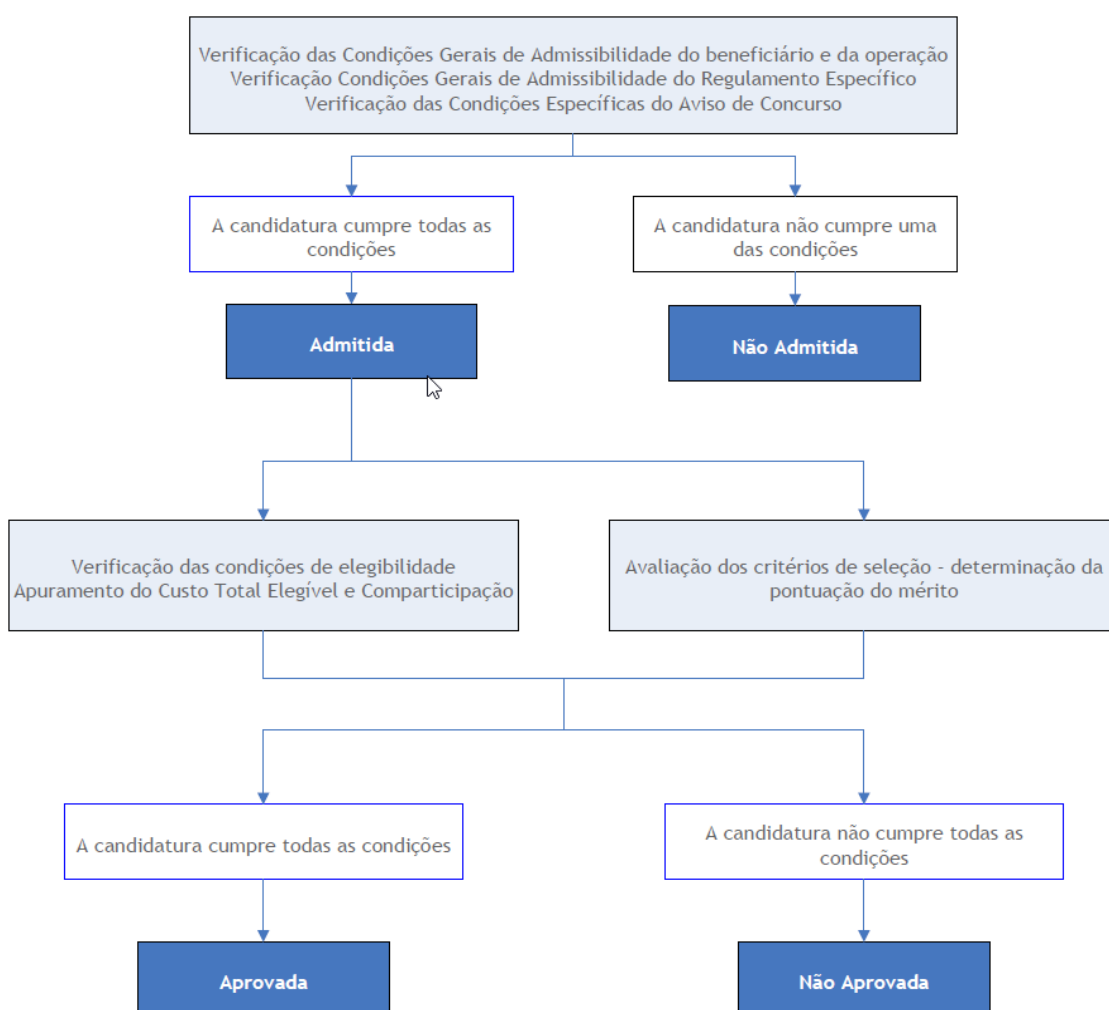 Verificação das Condições Gerais de Admissibilidade do beneficiário e da operação
Verificação Condições Gerais de Admissibilidade do Regulamento Específico
Verificação das Condições Específicas do Aviso de Concurso
A candidatura cumpre todas as
condições
A candidatura não cumpre uma
das condições
Admitida
Não Admitida
Verificação das condições de elegibilidade
Apuramento do Custo Total Elegível e Comparticipação
Avaliação dos critérios de seleção - determinação da
pontuação do mérito
A candidatura cumpre todas as condições
A candidatura não cumpre todas as
condições
Aprovada
Não Aprovada